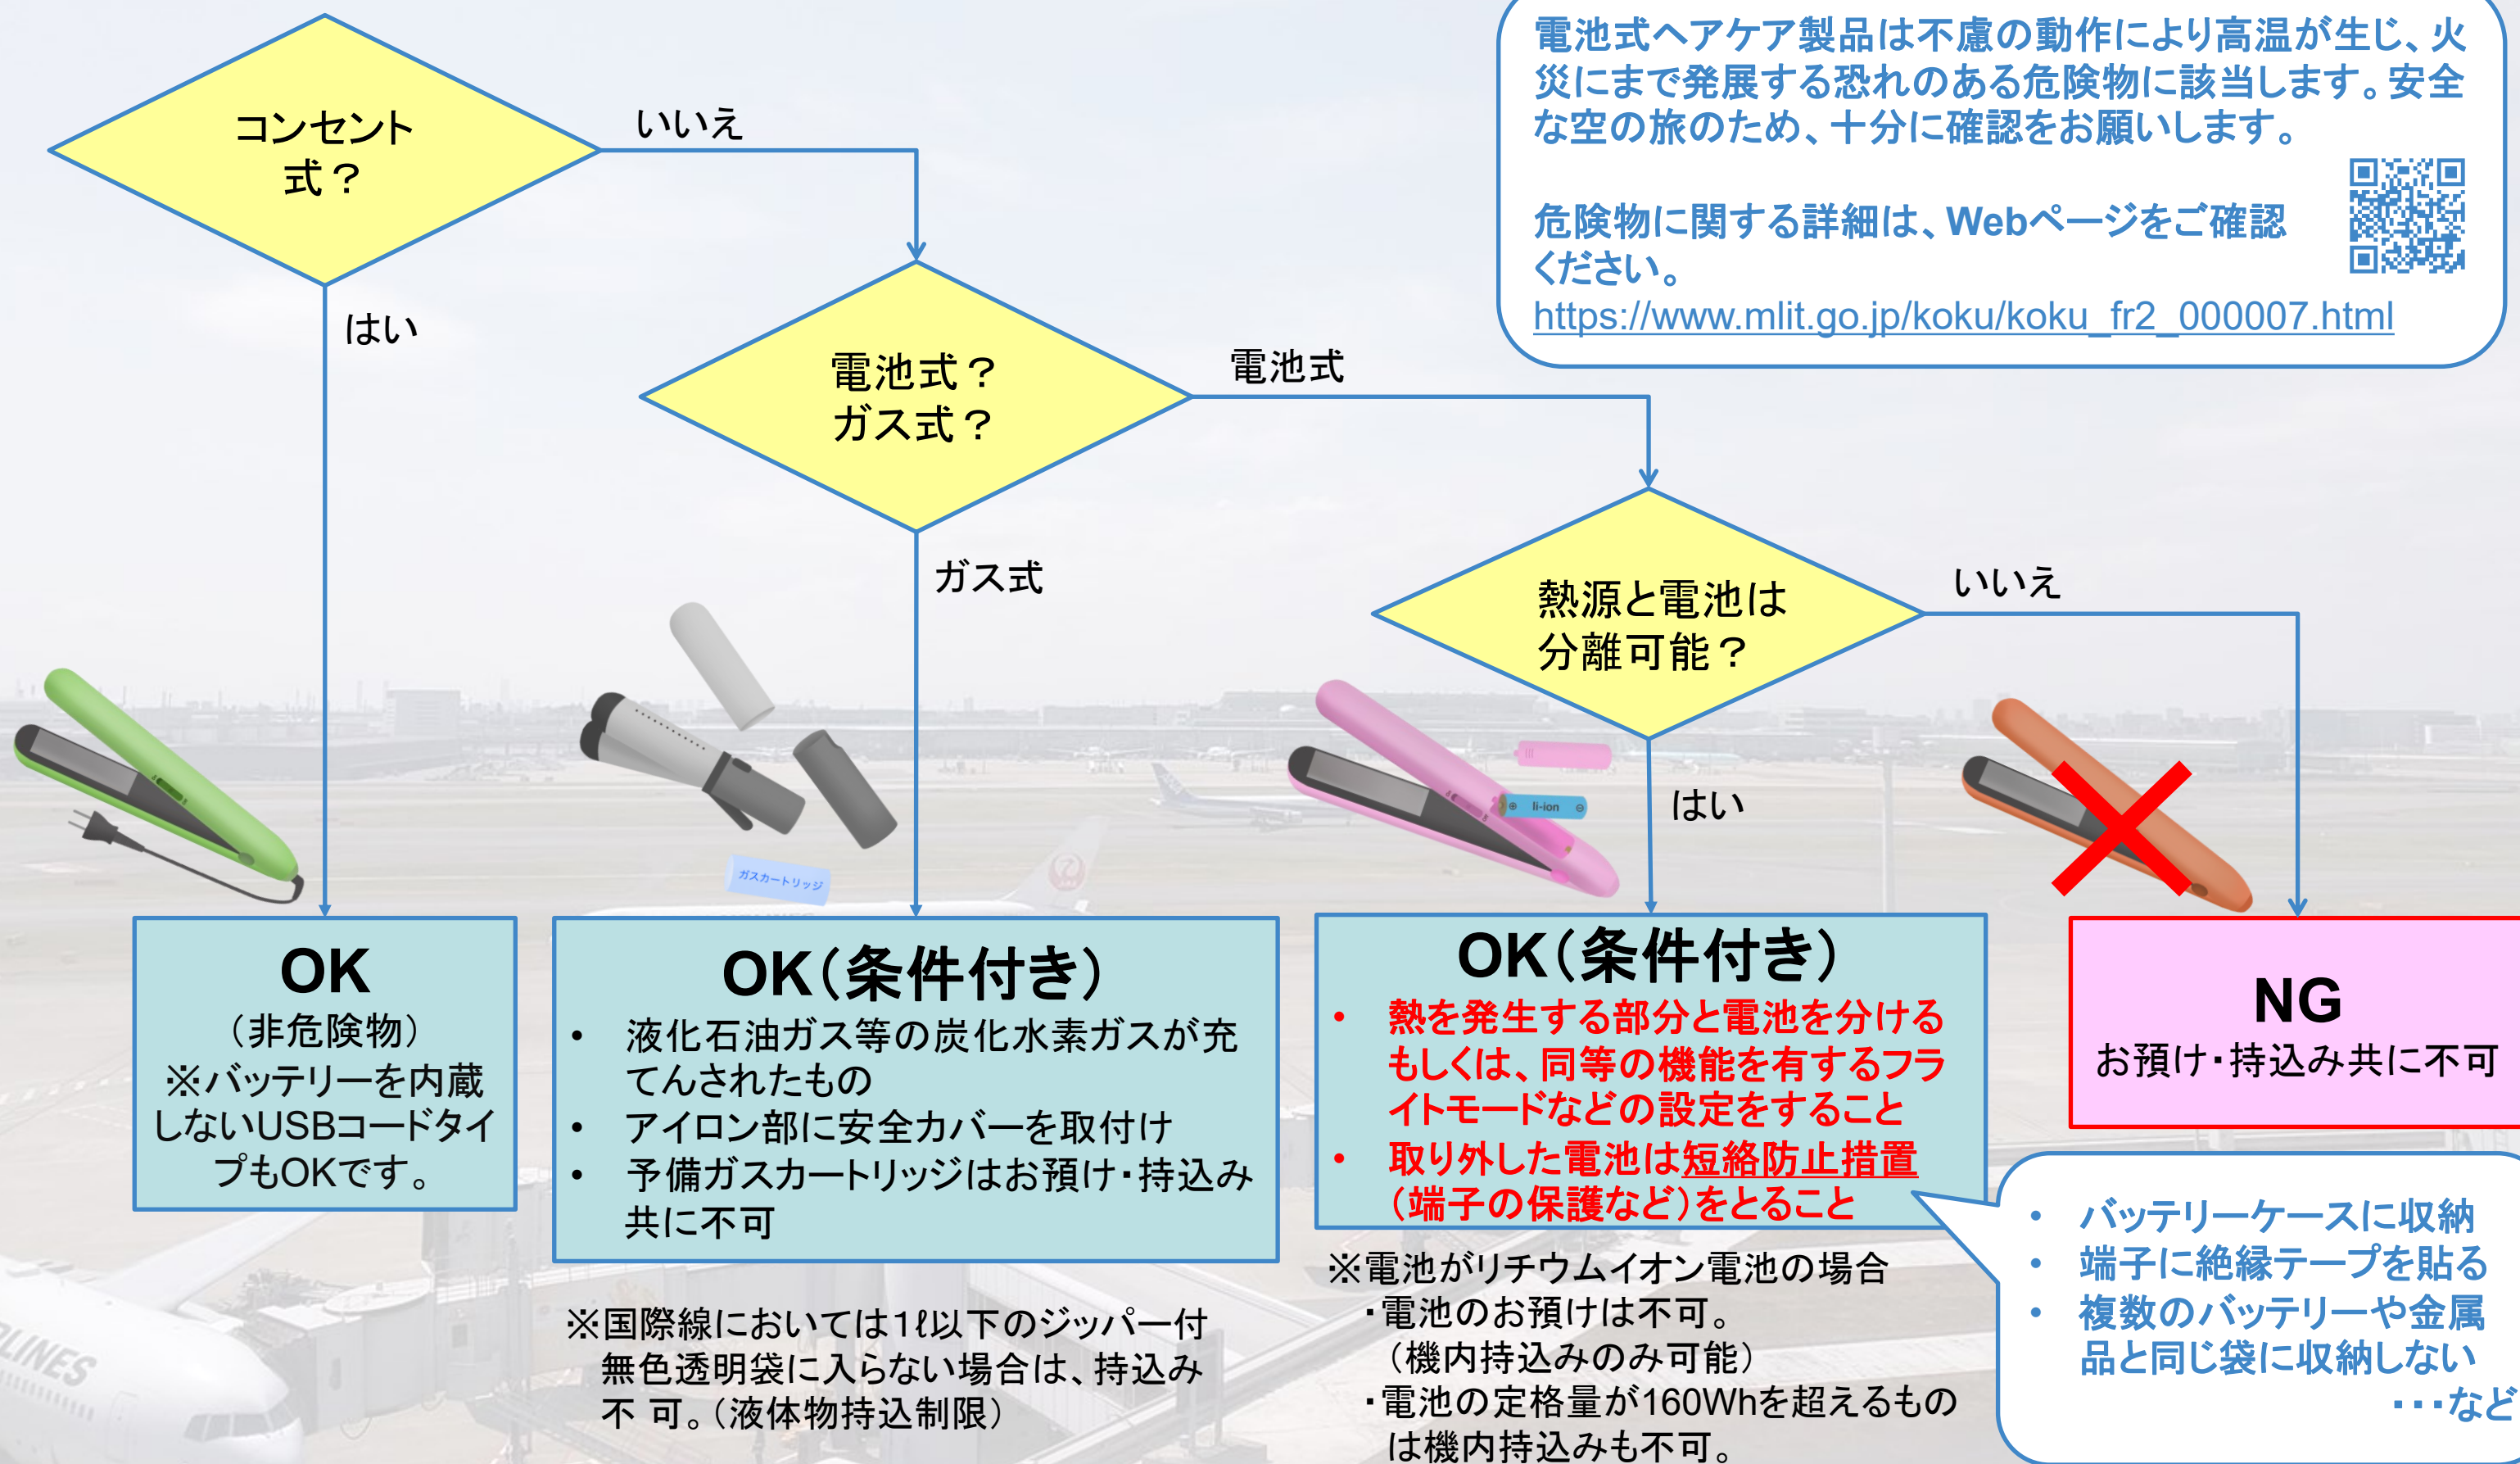 電池式ヘアケア製品は不慮の動作により高温が生じ、火
災にまで発展する恐れのある危険物に該当します。安全
な空の旅のため、十分に確認をお願いします。
危険物に関する詳細は、Webページをご確認
ください。
https://www.mlit.go.jp/koku/koku_fr2_000007.html
コンセント
式？
いいえ
はい
電池式？
ガス式？
電池式
ガス式
熱源と電池は
分離可能？
いいえ
はい
li-ion
ガスカートリッジ
OK
（非危険物）
※バッテリーを内蔵
しないUSBコードタイ
プもOKです。
OK（条件付き）
• 液化石油ガス等の炭化水素ガスが充
てんされたもの
• アイロン部に安全カバーを取付け
• 予備ガスカートリッジはお預け・持込み
共に不可
※国際線においては1ℓ以下のジッパー付
無色透明袋に入らない場合は、持込み
不 可。（液体物持込制限）
OK（条件付き）
• 熱を発生する部分と電池を分ける
もしくは、同等の機能を有するフラ
イトモードなどの設定をすること
• 取り外した電池は短絡防止措置
（端子の保護など）をとること
※電池がリチウムイオン電池の場合
・電池のお預けは不可。
（機内持込みのみ可能）
・電池の定格量が160Whを超えるもの
は機内持込みも不可。
NG
お預け・持込み共に不可
• バッテリーケースに収納
• 端子に絶縁テープを貼る
• 複数のバッテリーや金属
品と同じ袋に収納しない
・・・など